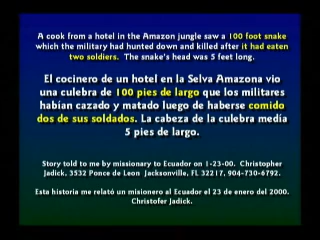 A cook from a hotel in the Amazon jungle saw a 100 foot snake
which the military had hunted down and killed after it had eaten
two soldiers. The snake's head was 5 feet long.
El cocinero de un hotel en la Selva Amazona vio
una culebra de 100 pies de largo que los militares
habían cazado y matado luego de haberse comido
dos de sus soldados. La cabeza de la culebra medía
5 pies de largo.
Story told to me by missionary to Ecuador on 1-23-00. Christopher
Jadick, 3532 Ponce de Leon Jacksonville, FL 32217, 904-730-6792.
Esta historia me relató un misionero al Ecuador el 23 de enero del 2000.
Christofer Jadick.